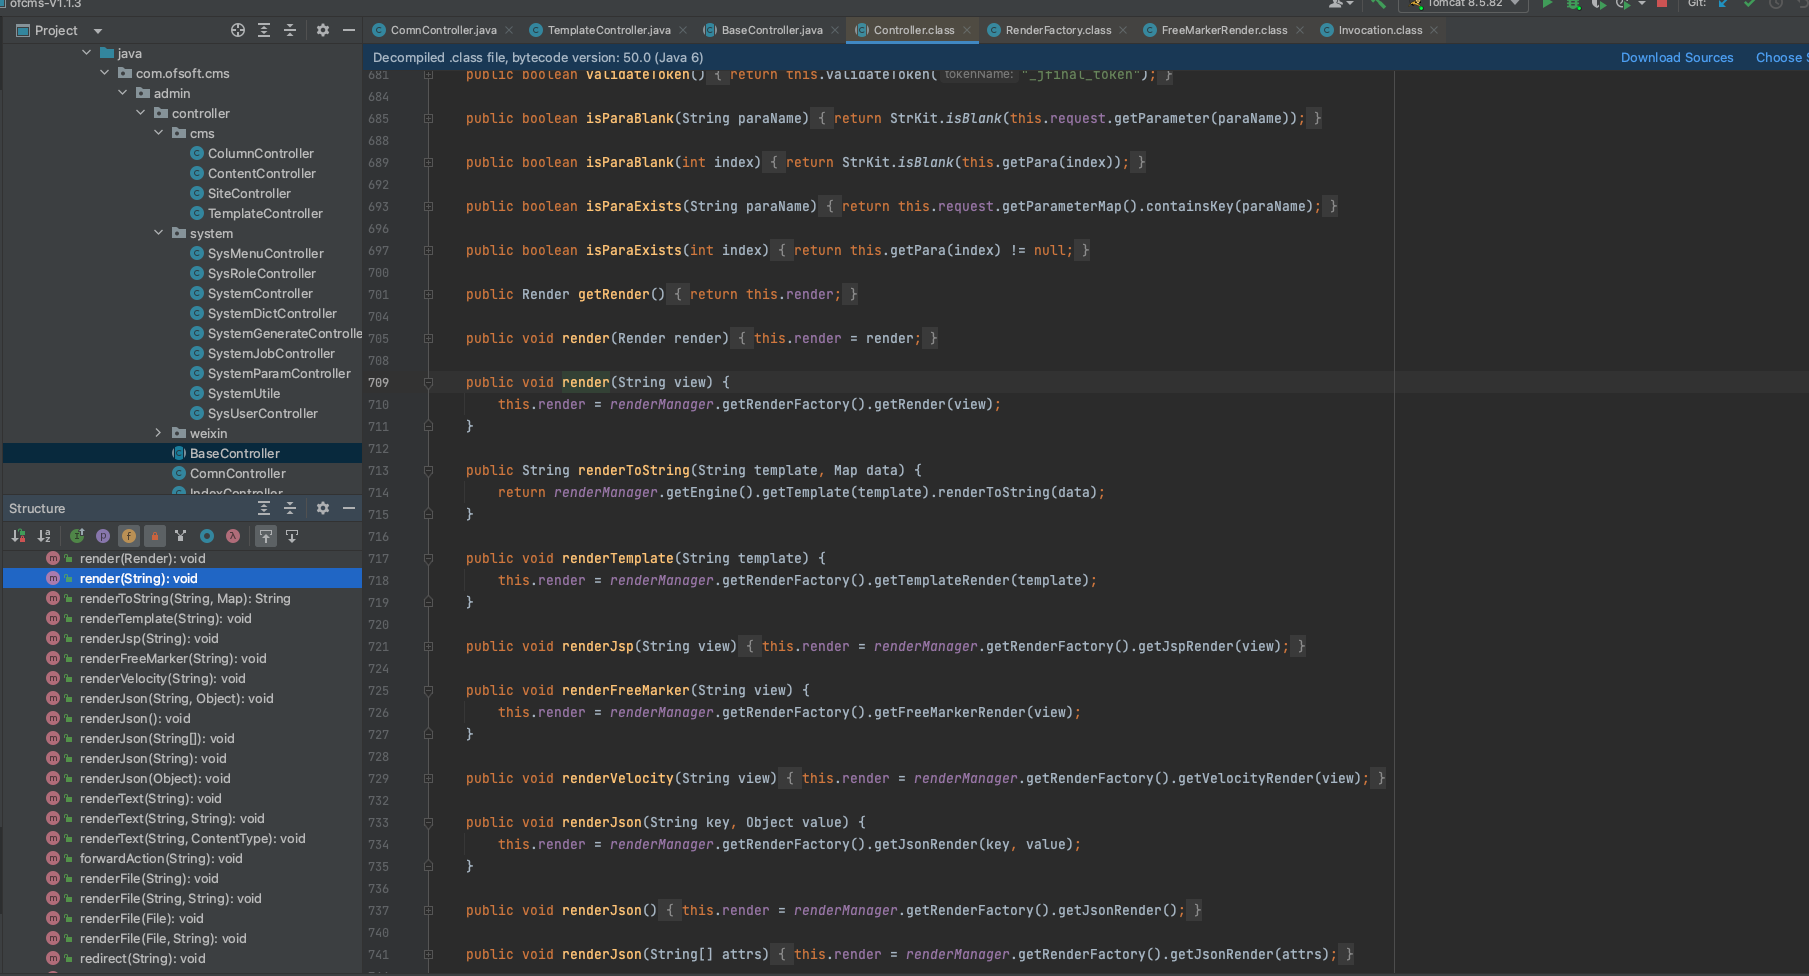 ofcms-V1.1.3
Tomcat 8.5.82
Git:
Project
ComnController.java
TemplateController.java
BaseController.java
Controller.class
RenderFactory.class
FreeMarkerRender.class
Invocation.class
Decompiled .class file, bytecode version: 50.0 (Java 6)
Download Sources
Choose S
java
com.ofsoft.cms
admin
controller
cms
ColumnController
ContentController
SiteController
TemplateController
system
SysMenuController
SysRoleController
SystemController
SystemDictController
SystemGenerateControlle
SystemJobController
SystemParamController
SystemUtile
SysUserController
weixin
BaseController
ComnController
IndexController
Structure
render(Render): void
render(String): void
renderToString(String, Map): String
renderTemplate(String): void
renderJsp(String): void
renderFreeMarker(String): void
renderVelocity(String): void
renderJson(String, Object): void
renderJson(): void
renderJson(String[]): void
renderJson(String): void
renderJson(Object): void
renderText(String): void
renderText(String, String): void
renderText(String, ContentType): void
forwardAction(String): void
renderFile(String): void
renderFile(String, String): void
renderFile(File): void
renderFile(File, String): void
redirect(String): void
681 public boolean validateToken() { return this.validateToken( tokenName: "_jfinal_token"); }
684
685 public boolean isParaBlank(String paraName) { return StrKit.isBlank(this.request.getParameter(paraName)); }
688
689 public boolean isParaBlank(int index) { return StrKit.isBlank(this.getPara(index)); }
692
693 public boolean isParaExists(String paraName) { return this.request.getParameterMap().containsKey(paraName); }
696
697 public boolean isParaExists(int index) { return this.getPara(index) != null; }
700
701 public Render getRender() { return this.render; }
704
705 public void render(Render render) { this.render = render; }
708
709 public void render(String view) {
710 this.render = renderManager.getRenderFactory().getRender(view);
711 }
712
713 public String renderToString(String template, Map data) {
714 return renderManager.getEngine().getTemplate(template).renderToString(data);
715 }
716
717 public void renderTemplate(String template) {
718 this.render = renderManager.getRenderFactory().getTemplateRender(template);
719 }
720
721 public void renderJsp(String view) { this.render = renderManager.getRenderFactory().getJspRender(view); }
724
725 public void renderFreeMarker(String view) {
726 this.render = renderManager.getRenderFactory().getFreeMarkerRender(view);
727 }
728
729 public void renderVelocity(String view) { this.render = renderManager.getRenderFactory().getVelocityRender(view); }
732
733 public void renderJson(String key, Object value) {
734 this.render = renderManager.getRenderFactory().getJsonRender(key, value);
735 }
736
737 public void renderJson() { this.render = renderManager.getRenderFactory().getJsonRender(); }
740
741 public void renderJson(String[] attrs) { this.render = renderManager.getRenderFactory().getJsonRender(attrs); }